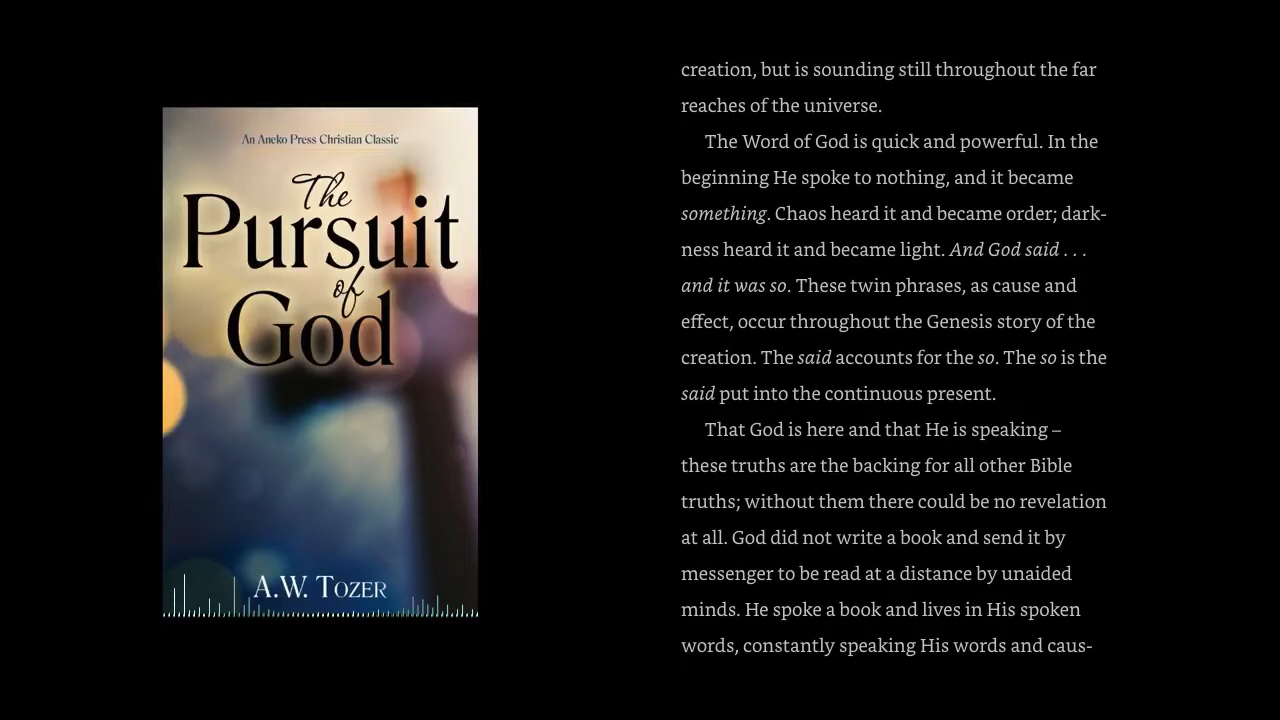 An Aneko Press Christian Classic
The
Pursuit
of
God
A.W. Tozer
creation, but is sounding still throughout the far
reaches of the universe.
The Word of God is quick and powerful. In the
beginning He spoke to nothing, and it became
something. Chaos heard it and became order; dark-
ness heard it and became light. And God said . . .
and it was so. These twin phrases, as cause and
effect, occur throughout the Genesis story of the
creation. The said accounts for the so. The so is the
said put into the continuous present.
That God is here and that He is speaking –
these truths are the backing for all other Bible
truths; without them there could be no revelation
at all. God did not write a book and send it by
messenger to be read at a distance by unaided
minds. He spoke a book and lives in His spoken
words, constantly speaking His words and caus-